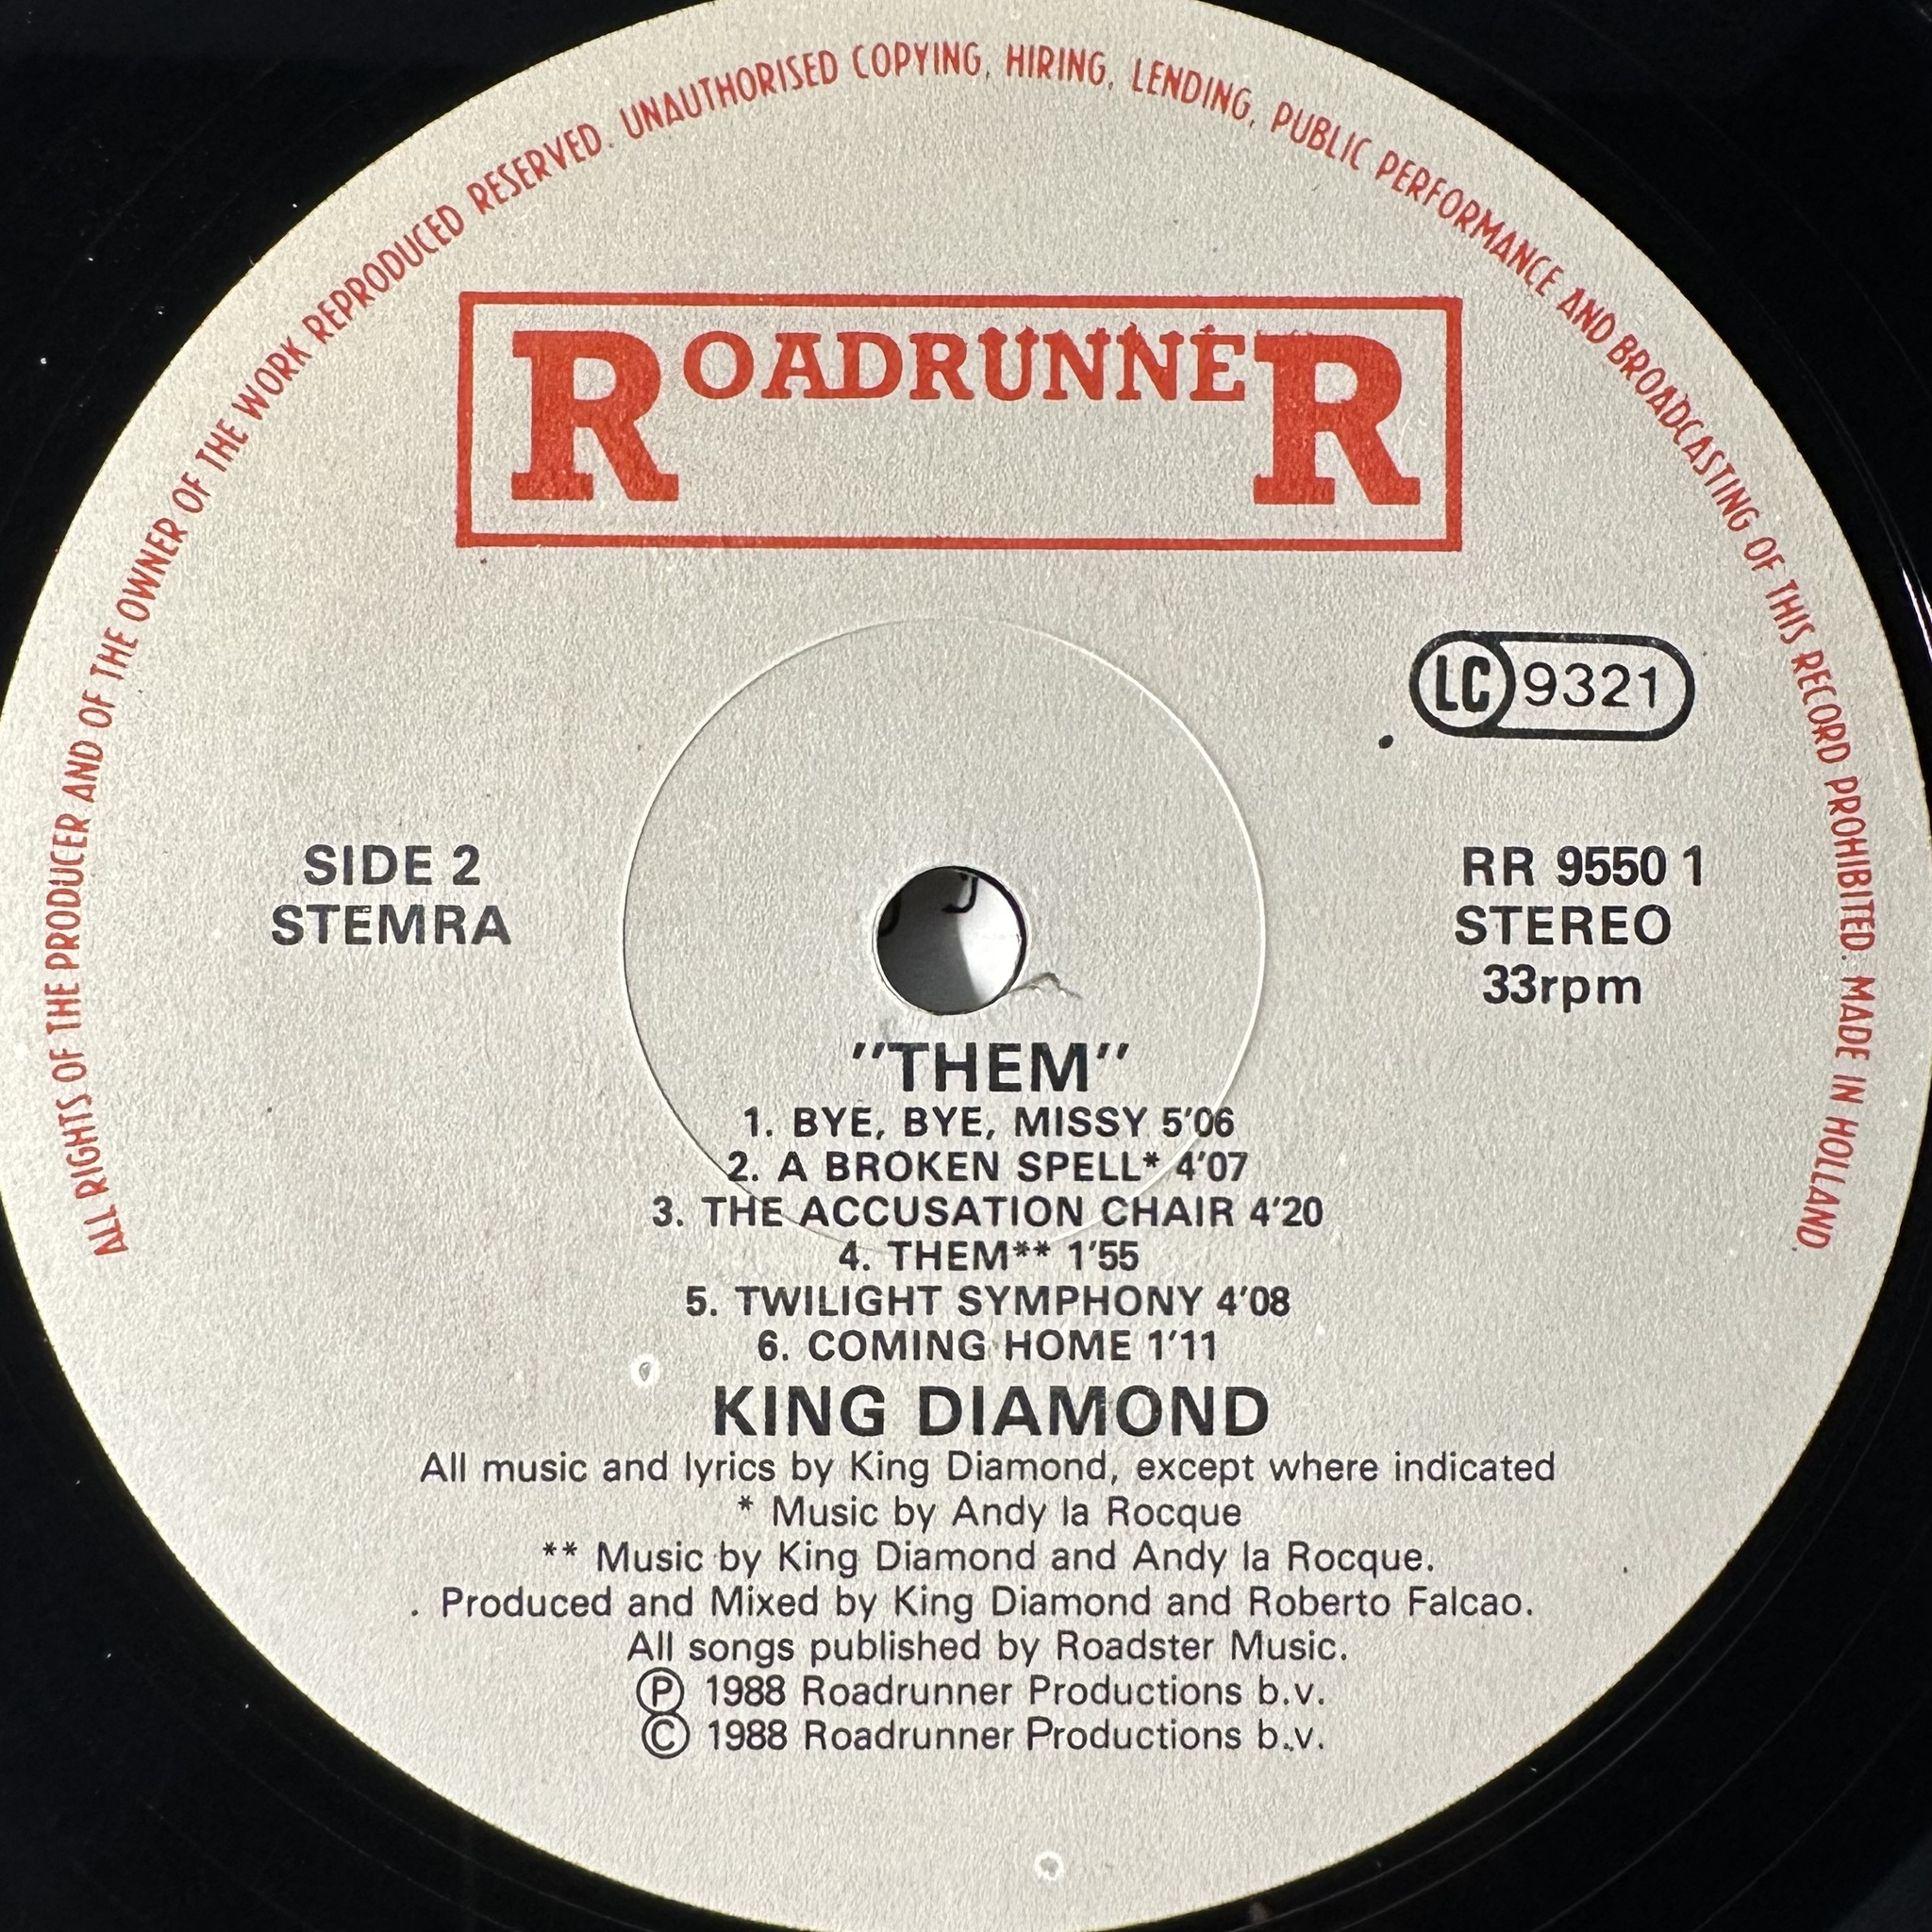 ALL RIGHTS OF THE PRODUCER AND OF THE OWNER OF THE WORK REPRODUCED RESERVED. UNAUTHORISED COPYING, HIRING, LENDING, PUBLIC PERFORMANCE AND BROADCASTING OF THIS RECORD PROHIBITED. MADE IN HOLLAND
ROADRUNNER
LC 9321
SIDE 2
STEMRA
RR 9550 1
STEREO
33rpm
"THEM"
1. BYE, BYE, MISSY 5'06
2. A BROKEN SPELL* 4'07
3. THE ACCUSATION CHAIR 4'20
4. THEM** 1'55
5. TWILIGHT SYMPHONY 4'08
6. COMING HOME 1'11
KING DIAMOND
All music and lyrics by King Diamond, except where indicated
* Music by Andy la Rocque
** Music by King Diamond and Andy la Rocque.
Produced and Mixed by King Diamond and Roberto Falcao.
All songs published by Roadster Music.
Ⓟ 1988 Roadrunner Productions b.v.
© 1988 Roadrunner Productions b.v.